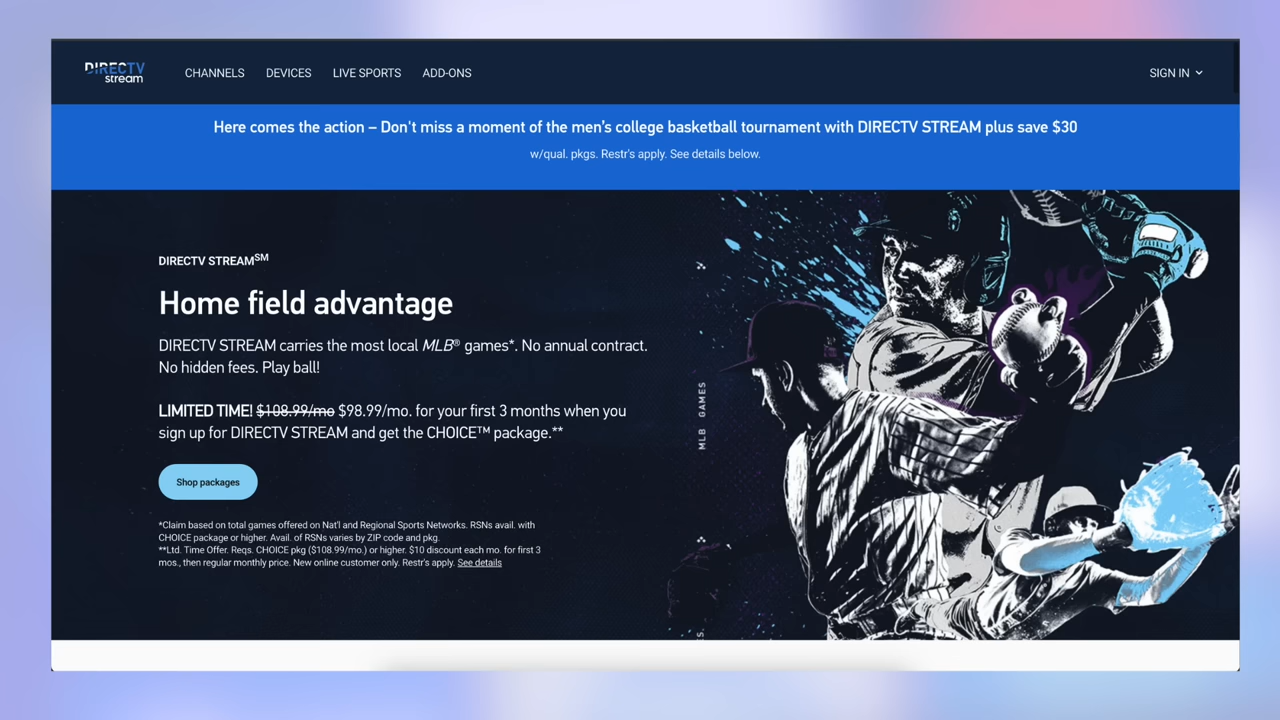 DIRECTV
stream
CHANNELS
DEVICES
LIVE SPORTS
ADD-ONS
SIGN IN
Here comes the action – Don't miss a moment of the men's college basketball tournament with DIRECTV STREAM plus save $30
w/qual. pkgs. Restr's apply. See details below.
DIRECTV STREAM℠
Home field advantage
DIRECTV STREAM carries the most local MLB® games*. No annual contract.
No hidden fees. Play ball!
LIMITED TIME! $108.99/mo $98.99/mo. for your first 3 months when you
sign up for DIRECTV STREAM and get the CHOICE™ package.**
Shop packages
*Claim based on total games offered on Nat'l and Regional Sports Networks. RSNs avail. with
CHOICE package or higher. Avail. of RSNs varies by ZIP code and pkg.
**Ltd. Time Offer. Reqs. CHOICE pkg ($108.99/mo.) or higher. $10 discount each mo. for first 3
mos., then regular monthly price. New online customer only. Restr's apply. See details
MLB GAMES